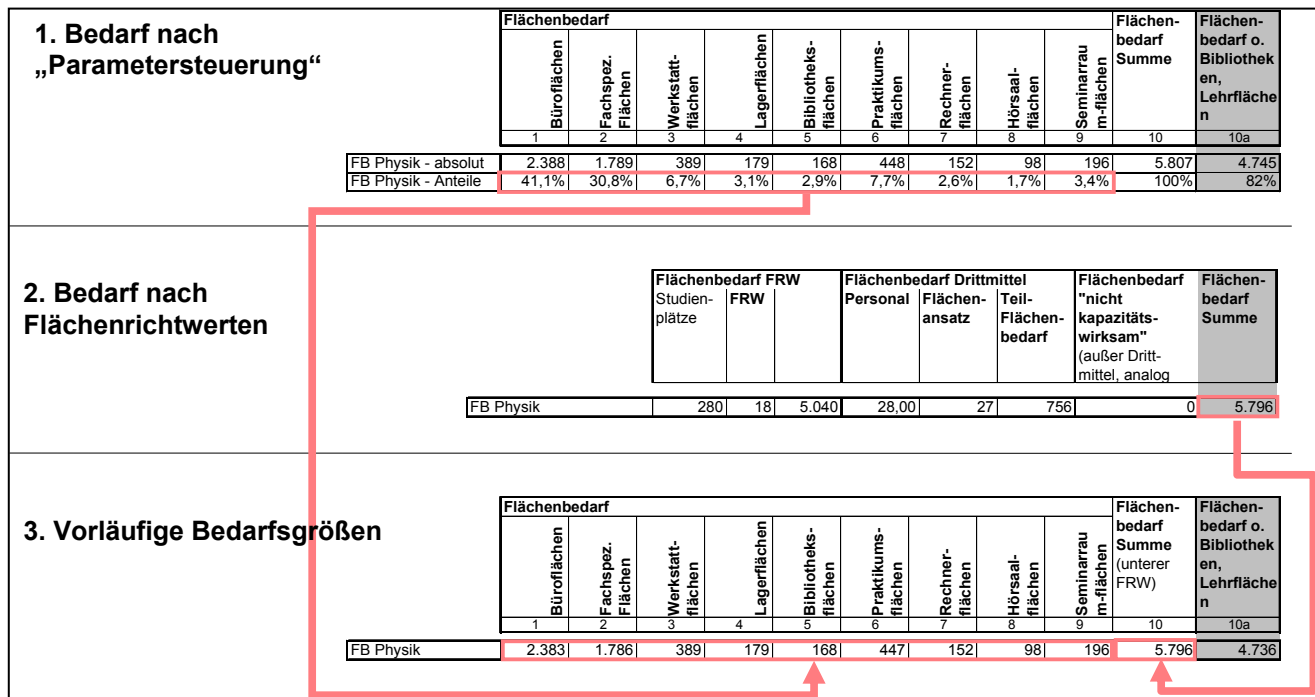 1. Bedarf nach
„Parametersteuerung“
Flächenbedarf
Büroflächen
Fachspez.
Flächen
Werkstatt-
flächen
Lagerflächen
Bibliotheks-
flächen
Praktikums-
flächen
Rechner-
flächen
Hörsaal-
flächen
Seminarrau
m-flächen
Flächen-
bedarf
Summe
Flächen-
bedarf o.
Bibliothek
en,
Lehrfläche
n
1 2 3 4 5 6 7 8 9 10 10a
FB Physik - absolut 2.388 1.789 389 179 168 448 152 98 196 5.807 4.745
FB Physik - Anteile 41,1% 30,8% 6,7% 3,1% 2,9% 7,7% 2,6% 1,7% 3,4% 100% 82%
2. Bedarf nach
Flächenrichtwerten
Flächenbedarf FRW
Studien-
plätze
FRW
Flächenbedarf Drittmittel
Personal
Flächen-
ansatz
Teil-
Flächen-
bedarf
Flächenbedarf
"nicht
kapazitäts-
wirksam"
(außer Dritt-
mittel, analog
Flächen-
bedarf
Summe
FB Physik 280 18 5.040 28,00 27 756 0 5.796
3. Vorläufige Bedarfsgrößen
Flächenbedarf
Büroflächen
Fachspez.
Flächen
Werkstatt-
flächen
Lagerflächen
Bibliotheks-
flächen
Praktikums-
flächen
Rechner-
flächen
Hörsaal-
flächen
Seminarrau
m-flächen
Flächen-
bedarf
Summe
(unterer
FRW)
Flächen-
bedarf o.
Bibliothek
en,
Lehrfläche
n
1 2 3 4 5 6 7 8 9 10 10a
FB Physik 2.383 1.786 389 179 168 447 152 98 196 5.796 4.736